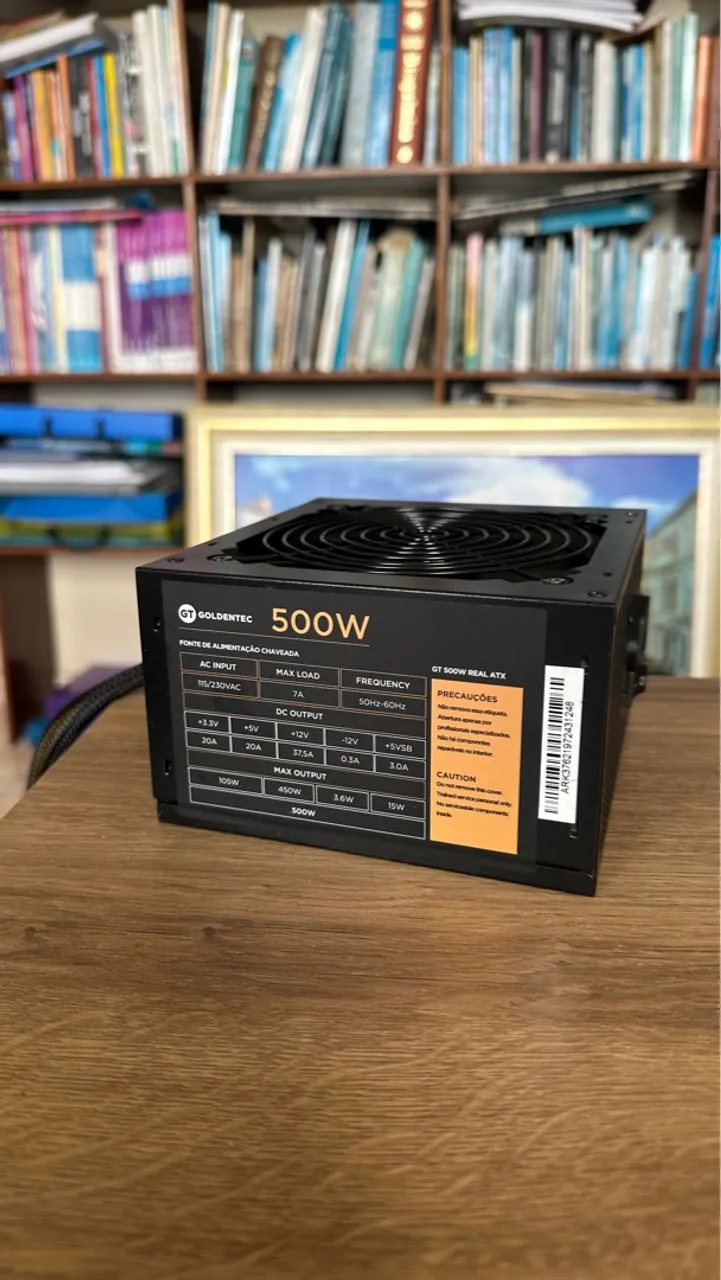 GT GOLDENTEC 500W
FONTE DE ALIMENTAÇÃO CHAVEADA
AC INPUT MAX LOAD FREQUENCY
115/230VAC 7A 50Hz-60Hz
DC OUTPUT
+3.3V +5V +12V -12V +5VSB
20A 20A 37,5A 0.3A 3.0A
MAX OUTPUT
105W 450W 3.6W 15W
500W
GT 500W REAL ATX
PRECAUÇÕES
Não remova essa etiqueta.
Abertura apenas por
profissionais especializados.
Não há componentes
reparáveis no interior.
CAUTION
Do not remove this cover.
Trained service personal only.
No serviceable components
inside.
ARK37621972431248